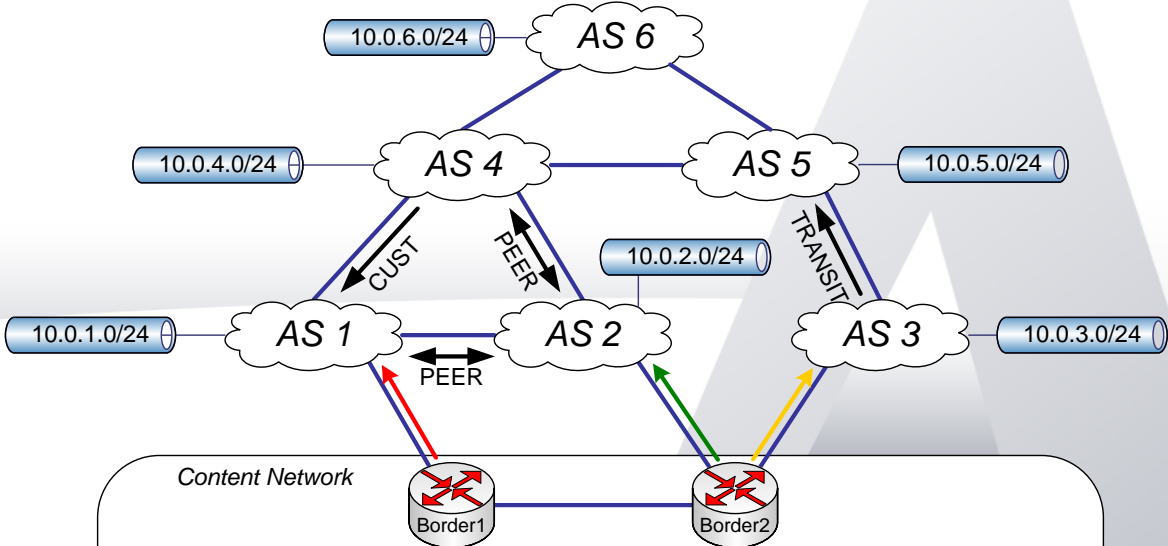 10.0.6.0/24
AS 6
10.0.4.0/24
AS 4
AS 5
10.0.5.0/24
CUST
PEER
TRANSIT
10.0.2.0/24
10.0.1.0/24
AS 1
AS 2
AS 3
10.0.3.0/24
PEER
Content Network
Border1
Border2